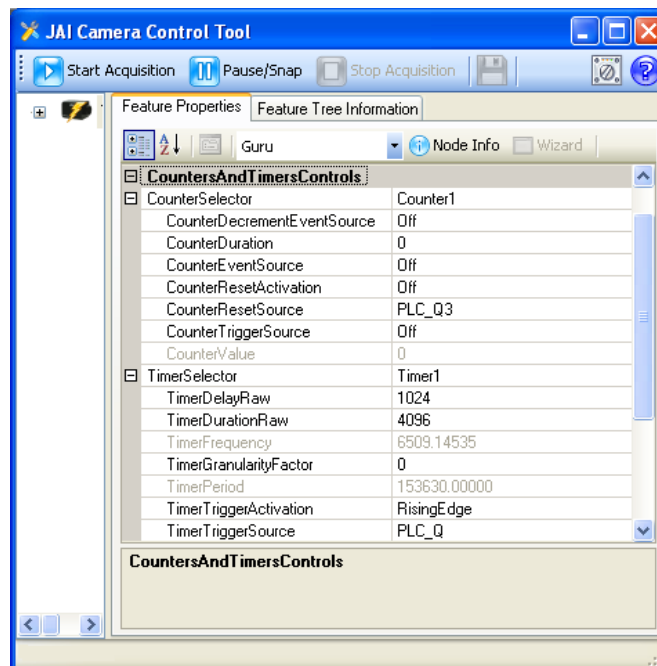 JAI Camera Control Tool
Start Acquisition Pause/Snap Stop Acquisition
Feature Properties Feature Tree Information
Guru Node Info Wizard
CountersAndTimersControls
CounterSelector Counter1
CounterDecrementEventSource Off
CounterDuration 0
CounterEventSource Off
CounterResetActivation Off
CounterResetSource PLC_Q3
CounterTriggerSource Off
CounterValue 0
TimerSelector Timer1
TimerDelayRaw 1024
TimerDurationRaw 4096
TimerFrequency 6509.14535
TimerGranularityFactor 0
TimerPeriod 153630.00000
TimerTriggerActivation RisingEdge
TimerTriggerSource PLC_Q
CountersAndTimersControls